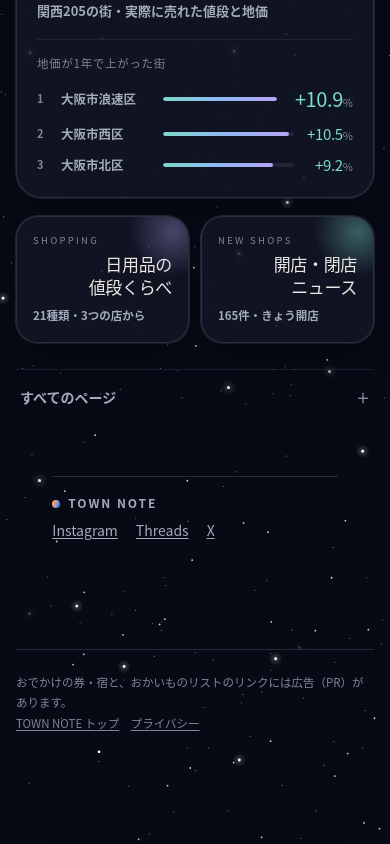 関西205の街・実際に売れた値段と地価
地価が1年で上がった街
1 大阪市浪速区 +10.9%
2 大阪市西区 +10.5%
3 大阪市北区 +9.2%
SHOPPING
日用品の
値段くらべ
21種類・3つの店から
NEW SHOPS
開店・閉店
ニュース
165件・きょう開店
すべてのページ +
TOWN NOTE
Instagram Threads X
おでかけの券・宿と、おかいものリストのリンクには広告（PR）が
あります。
TOWN NOTE トップ プライバシー